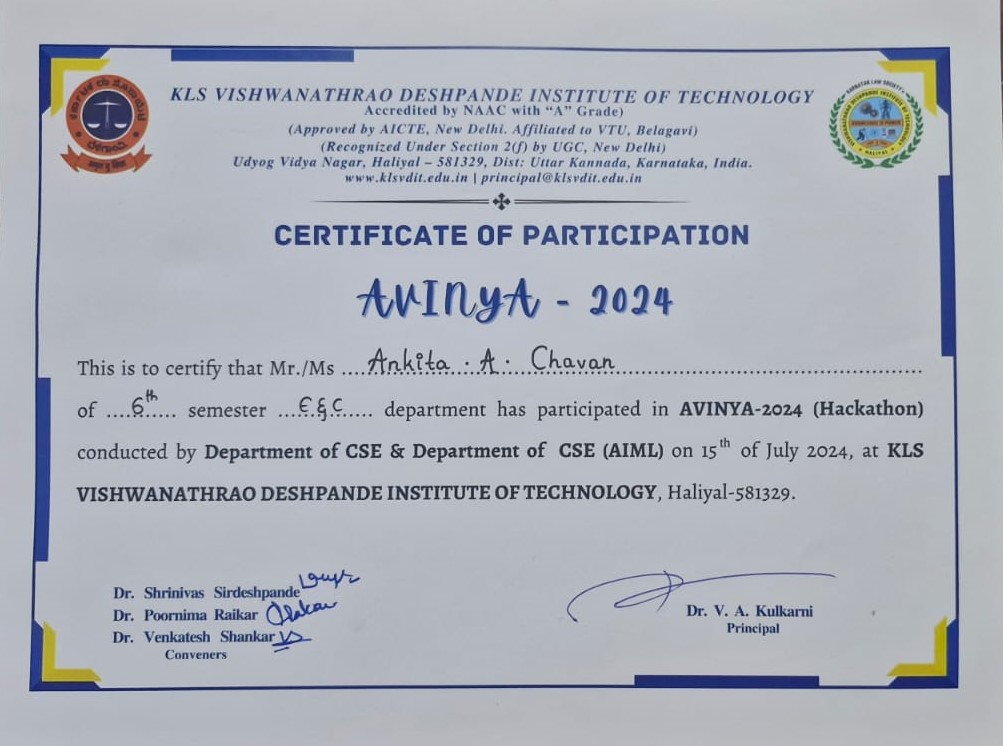 KLS VISHWANATHRAO DESHPANDE INSTITUTE OF TECHNOLOGY
Accredited by NAAC with “A” Grade)
(Approved by AICTE, New Delhi. Affiliated to VTU, Belagavi)
(Recognized Under Section 2(f) by UGC, New Delhi)
Udyog Vidya Nagar, Haliyal – 581329, Dist: Uttar Kannada, Karnataka, India.
www.klsvdit.edu.in | principal@klsvdit.edu.in
CERTIFICATE OF PARTICIPATION
AVINyA - 2024
This is to certify that Mr./Ms ....Ankita . A . Chavan....
of ....6th..... semester ...E&C..... department has participated in AVINYA-2024 (Hackathon)
conducted by Department of CSE & Department of CSE (AIML) on 15th of July 2024, at KLS
VISHWANATHRAO DESHPANDE INSTITUTE OF TECHNOLOGY, Haliyal-581329.
Dr. Shrinivas Sirdeshpande
Dr. Poornima Raikar
Dr. Venkatesh Shankar
Conveners
Dr. V. A. Kulkarni
Principal